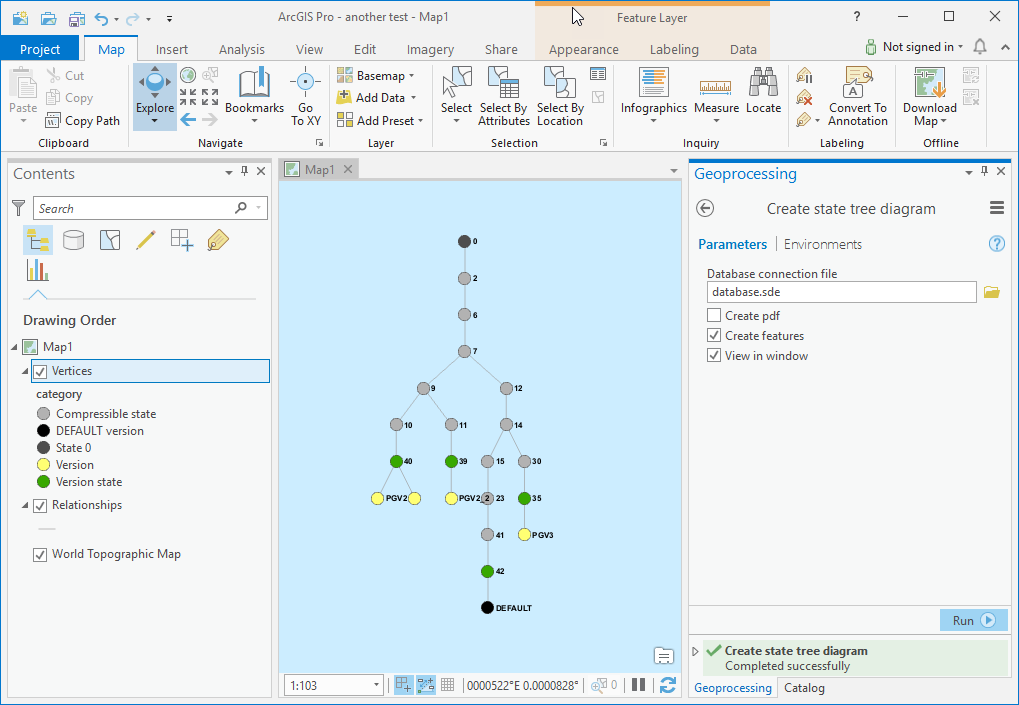 ArcGIS Pro - another test - Map1
Feature Layer
?
Project
Map
Insert
Analysis
View
Edit
Imagery
Share
Appearance
Labeling
Data
Not signed in
Paste
Cut
Copy
Copy Path
Clipboard
Explore
Bookmarks
Go
To XY
Navigate
Basemap
Add Data
Add Preset
Layer
Select
Select By
Attributes
Select By
Location
Selection
Infographics
Measure
Locate
Inquiry
A
Convert To
Annotation
Labeling
Download
Map
Offline
Contents
Search
Drawing Order
Map1
Vertices
category
Compressible state
DEFAULT version
State 0
Version
Version state
Relationships
World Topographic Map
Map1
0
2
6
7
9
12
10
11
14
40
39
15
30
PGV2
PGV2_2
23
35
41
PGV3
42
DEFAULT
1:103
0000522°E 0.0000828°
0
Geoprocessing
Create state tree diagram
Parameters
Environments
?
Database connection file
database.sde
Create pdf
Create features
View in window
Run
Create state tree diagram
Completed successfully
Geoprocessing
Catalog